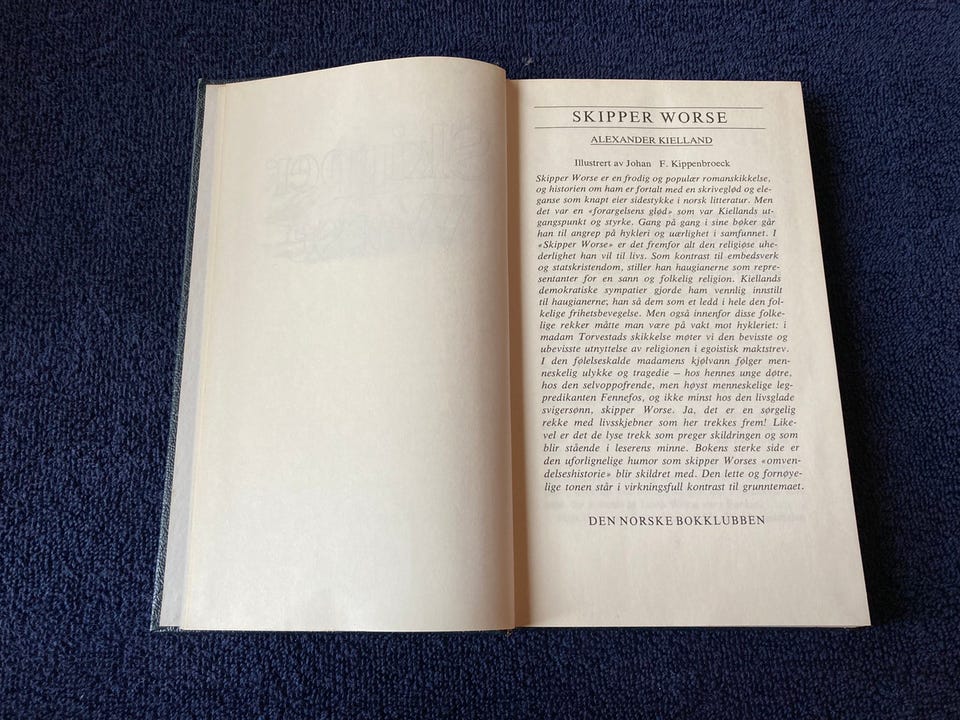 SKIPPER WORSE
ALEXANDER KIELLAND
Illustrert av Johan F. Kippenbroeck
Skipper Worse er en frodig og populær romanskikkelse,
og historien om ham er fortalt med en skriveglød og ele-
ganse som knapt eier sidestykke i norsk litteratur. Men
det var en «forargelsens glød» som var Kiellands ut-
gangspunkt og styrke. Gang på gang i sine bøker går
han til angrep på hykleri og uærlighet i samfunnet. I
«Skipper Worse» er det fremfor alt den religiøse uhe-
derlighet han vil til livs. Som kontrast til embedsverk
og statskristendom, stiller han haugianerne som repre-
sentanter for en sann og folkelig religion. Kiellands
demokratiske sympatier gjorde ham vennlig innstilt
til haugianerne; han så dem som et ledd i hele den fol-
kelige frihetsbevegelse. Men også innenfor disse folke-
lige rekker måtte man være på vakt mot hykleriet: i
madam Torvestads skikkelse møter vi den bevisste og
ubevisste utnyttelse av religionen i egoistisk maktstrev.
I den følelseskalde madamens kjølvann følger men-
neskelig ulykke og tragedie – hos hennes unge døtre,
hos den selvoppofrende, men høyst menneskelige leg-
predikanten Fennefos, og ikke minst hos den livsglade
svigersønn, skipper Worse. Ja, det er en sørgelig
rekke med livsskjebner som her trekkes frem! Like-
vel er det de lyse trekk som preger skildringen og som
blir stående i leserens minne. Bokens sterke side er
den uforlignelige humor som skipper Worses «omven-
delseshistorie» blir skildret med. Den lette og fornøye-
lige tonen står i virkningsfull kontrast til grunntemaet.
DEN NORSKE BOKKLUBBEN